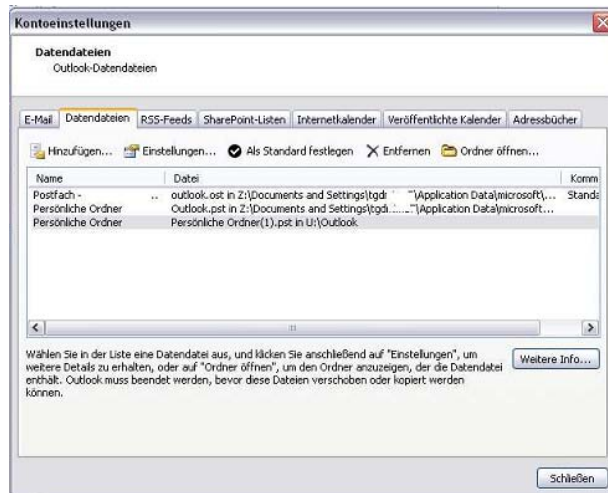 Kontoeinstellungen
Datendateien
Outlook-Datendateien
E-Mail Datendateien RSS-Feeds SharePoint-Listen Internetkalender Veröffentlichte Kalender Adressbücher
Hinzufügen... Einstellungen... Als Standard festlegen Entfernen Ordner öffnen...
Name Datei Komm
Postfach - .. outlook.ost in Z:\Documents and Settings\tgd \Application Data\microsoft\... Standa
Persönliche Ordner Outlook.pst in Z:\Documents and Settings\tgd \Application Data\microsoft...
Persönliche Ordner Persönliche Ordner(1).pst in U:\Outlook
Wählen Sie in der Liste eine Datendatei aus, und klicken Sie anschließend auf "Einstellungen", um
weitere Details zu erhalten, oder auf "Ordner öffnen", um den Ordner anzuzeigen, der die Datendatei
enthält. Outlook muss beendet werden, bevor diese Dateien verschoben oder kopiert werden
können.
Weitere Info...
Schließen